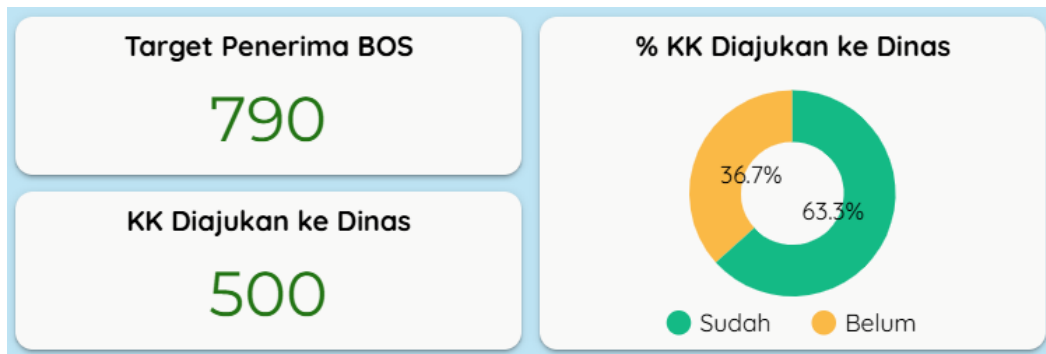 Target Penerima BOS
790
KK Diajukan ke Dinas
500
% KK Diajukan ke Dinas
36.7%
63.3%
Sudah
Belum